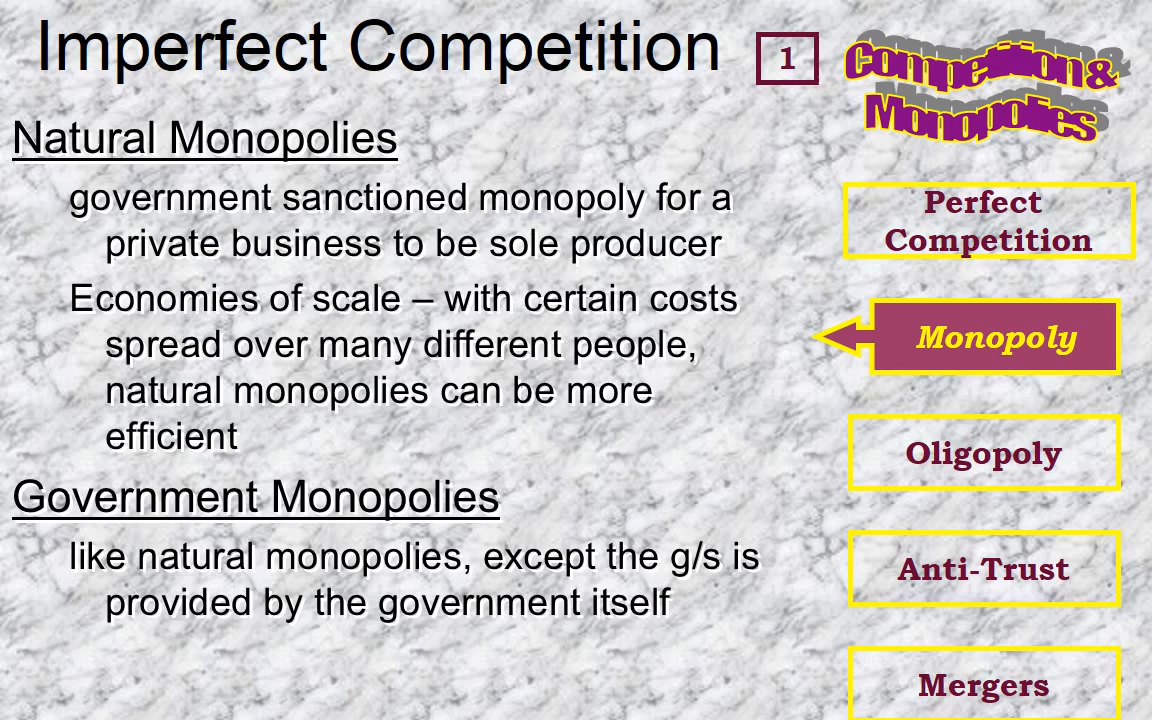 Imperfect Competition
1
Competition &
Monopolies
Natural Monopolies
government sanctioned monopoly for a
private business to be sole producer
Economies of scale – with certain costs
spread over many different people,
natural monopolies can be more
efficient
Government Monopolies
like natural monopolies, except the g/s is
provided by the government itself
Perfect
Competition
Monopoly
Oligopoly
Anti-Trust
Mergers